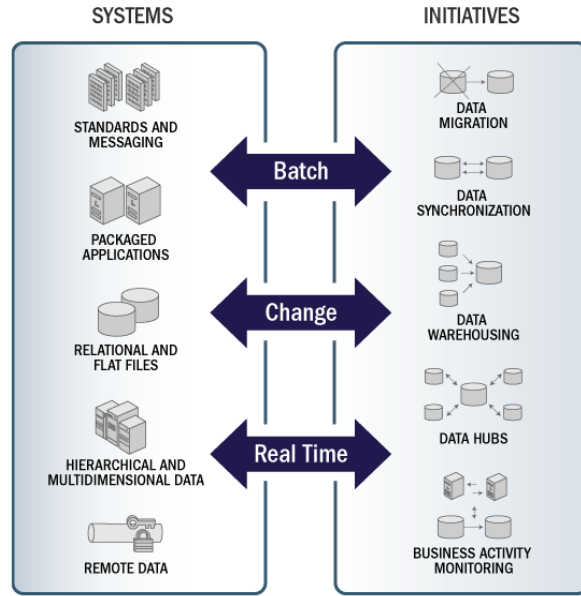 SYSTEMS
INITIATIVES
STANDARDS AND
MESSAGING
PACKAGED
APPLICATIONS
RELATIONAL AND
FLAT FILES
HIERARCHICAL AND
MULTIDIMENSIONAL DATA
REMOTE DATA
Batch
Change
Real Time
DATA
MIGRATION
DATA
SYNCHRONIZATION
DATA
WAREHOUSING
DATA HUBS
BUSINESS ACTIVITY
MONITORING